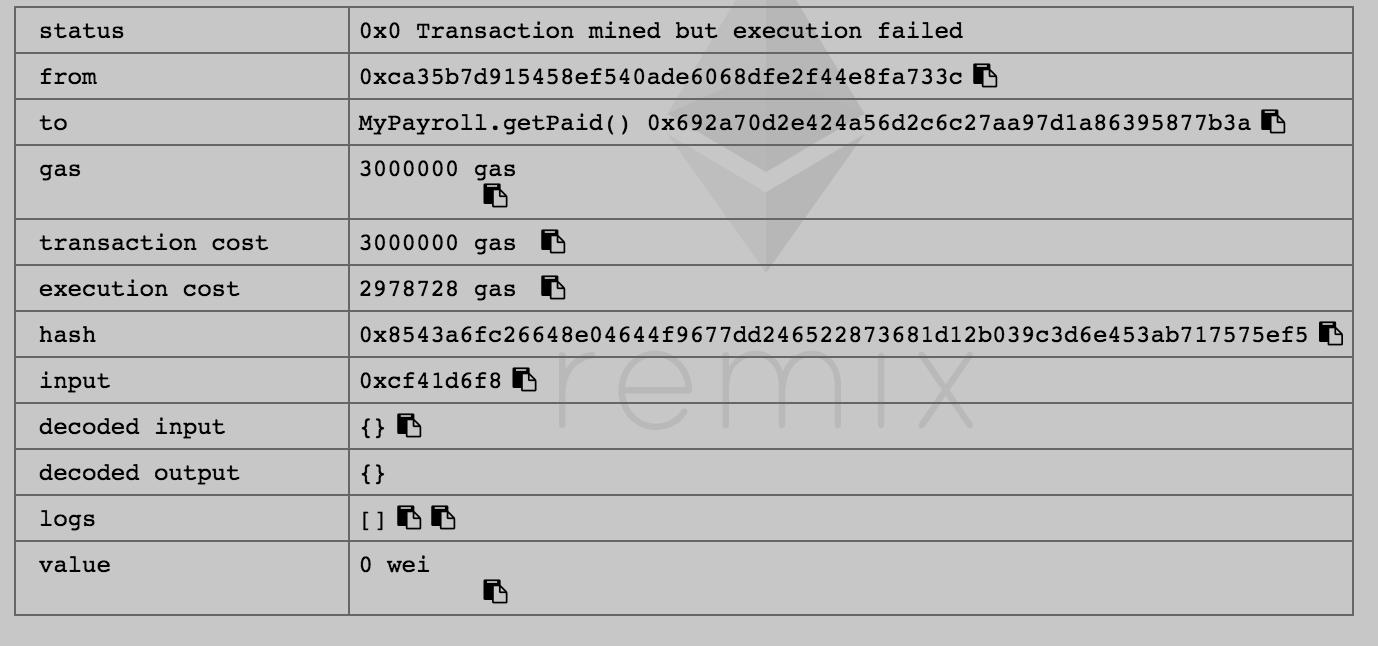 status 0x0 Transaction mined but execution failed
from 0xca35b7d915458ef540ade6068dfe2f44e8fa733c
to MyPayroll.getPaid() 0x692a70d2e424a56d2c6c27aa97d1a86395877b3a
gas 3000000 gas
transaction cost 3000000 gas
execution cost 2978728 gas
hash 0x8543a6fc26648e04644f9677dd246522873681d12b039c3d6e453ab717575ef5
remix
input 0xcf41d6f8
decoded input {}
decoded output {}
logs []
value 0 wei